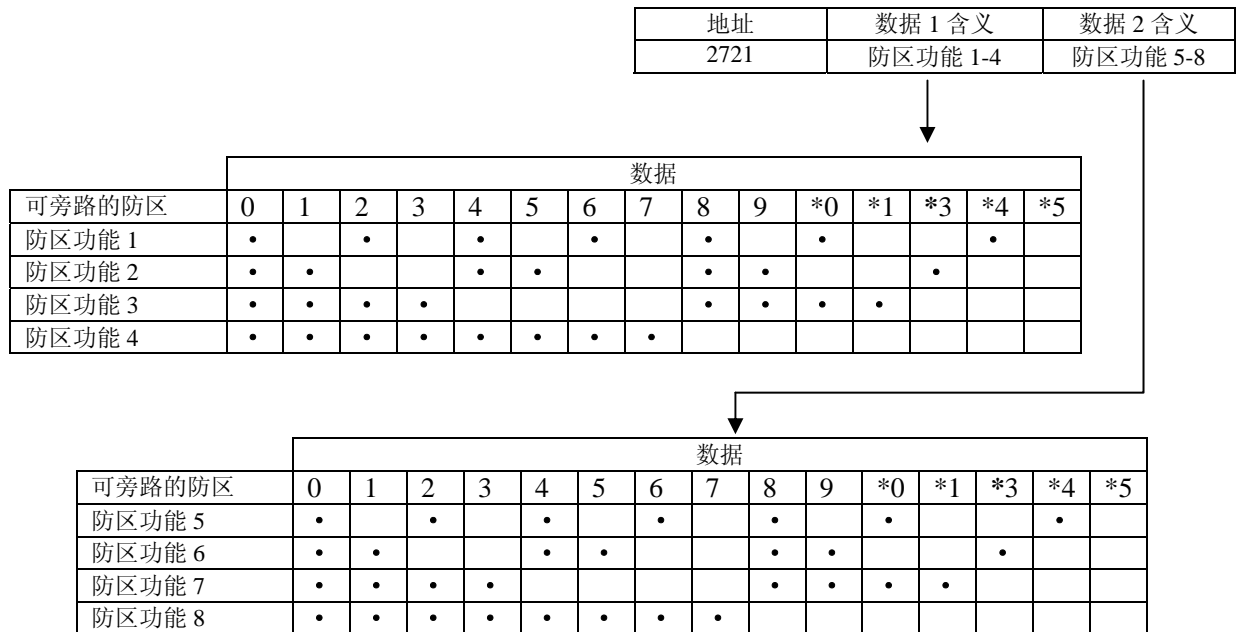 地址 数据 1 含义 数据 2 含义
2721 防区功能 1-4 防区功能 5-8
数据
可旁路的防区 0 1 2 3 4 5 6 7 8 9 *0 *1 *3 *4 *5
防区功能 1 • • • • • • •
防区功能 2 • • • • • • •
防区功能 3 • • • • • • • •
防区功能 4 • • • • • • • •
数据
可旁路的防区 0 1 2 3 4 5 6 7 8 9 *0 *1 *3 *4 *5
防区功能 5 • • • • • • •
防区功能 6 • • • • • • •
防区功能 7 • • • • • • • •
防区功能 8 • • • • • • • •